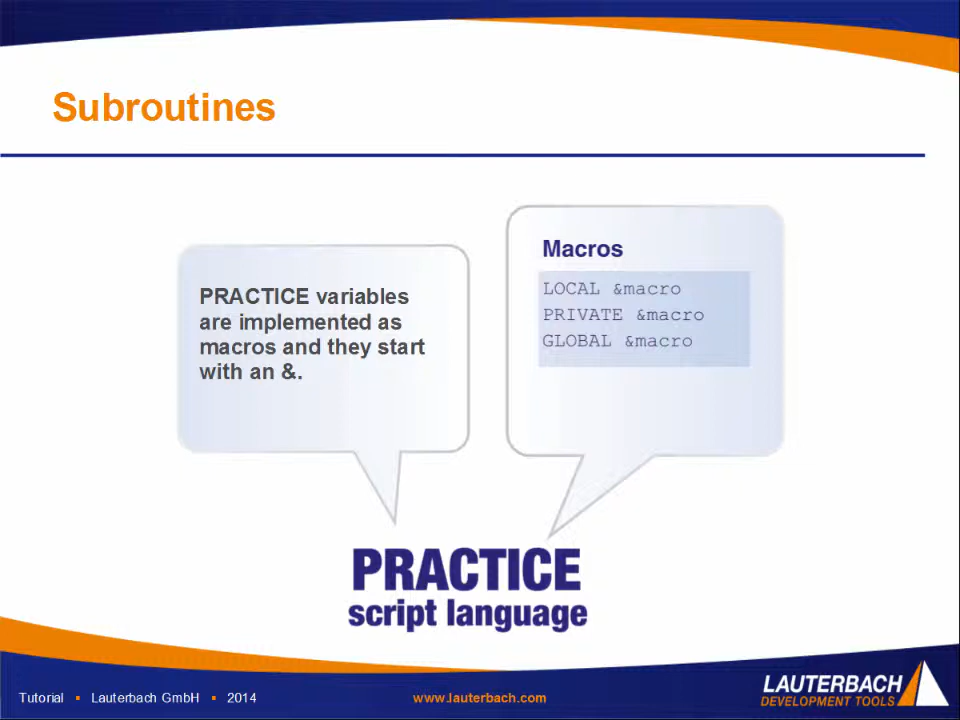 Subroutines
PRACTICE variables
are implemented as
macros and they start
with an &.
Macros
LOCAL &macro
PRIVATE &macro
GLOBAL &macro
PRACTICE
script language
Tutorial ▪ Lauterbach GmbH ▪ 2014
www.lauterbach.com
LAUTERBACH
DEVELOPMENT TOOLS